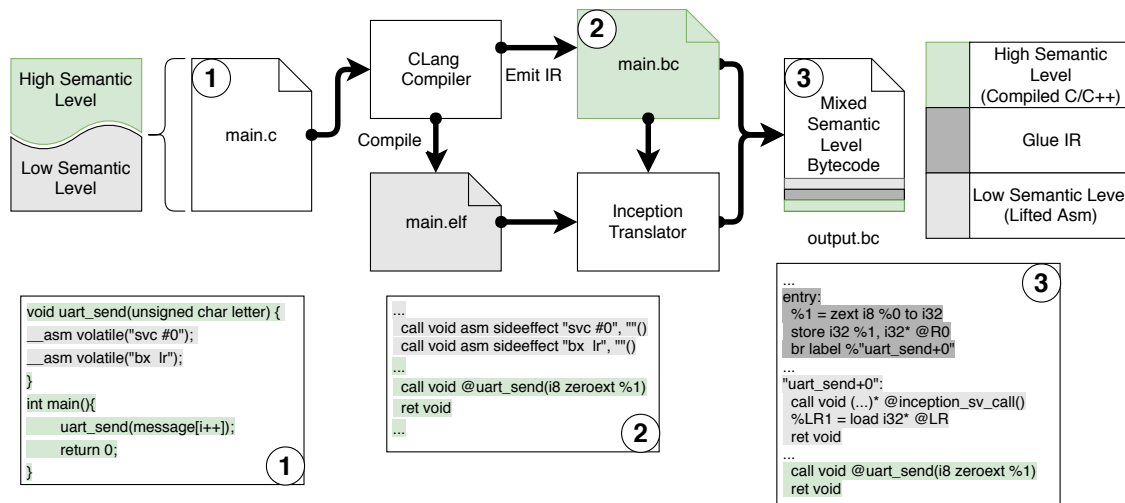 High Semantic
Level
Low Semantic
Level
1
main.c
CLang
Compiler
Emit IR
Compile
2
main.bc
main.elf
Inception
Translator
3
Mixed
Semantic
Level
Bytecode
output.bc
High Semantic
Level
(Compiled C/C++)
Glue IR
Low Semantic Level
(Lifted Asm)
void uart_send(unsigned char letter) {
__asm volatile("svc #0");
__asm volatile("bx lr");
}
int main(){
uart_send(message[i++]);
return 0;
}
1
...
call void asm sideeffect "svc #0", ""()
call void asm sideeffect "bx lr", ""()
...
call void @uart_send(i8 zeroext %1)
ret void
...
2
3
...
entry:
%1 = zext i8 %0 to i32
store i32 %1, i32* @R0
br label %"uart_send+0"
...
"uart_send+0":
call void (...)* @inception_sv_call()
%LR1 = load i32* @LR
ret void
...
call void @uart_send(i8 zeroext %1)
ret void